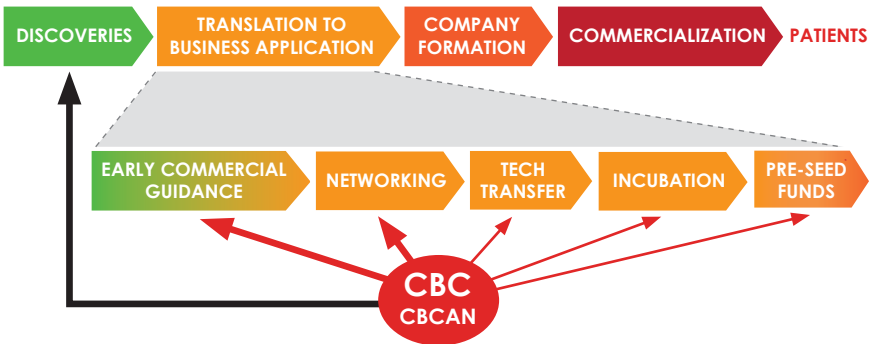 DISCOVERIES
TRANSLATION TO
BUSINESS APPLICATION
COMPANY
FORMATION
COMMERCIALIZATION
PATIENTS
EARLY COMMERCIAL
GUIDANCE
NETWORKING
TECH
TRANSFER
INCUBATION
PRE-SEED
FUNDS
CBC
CBCAN